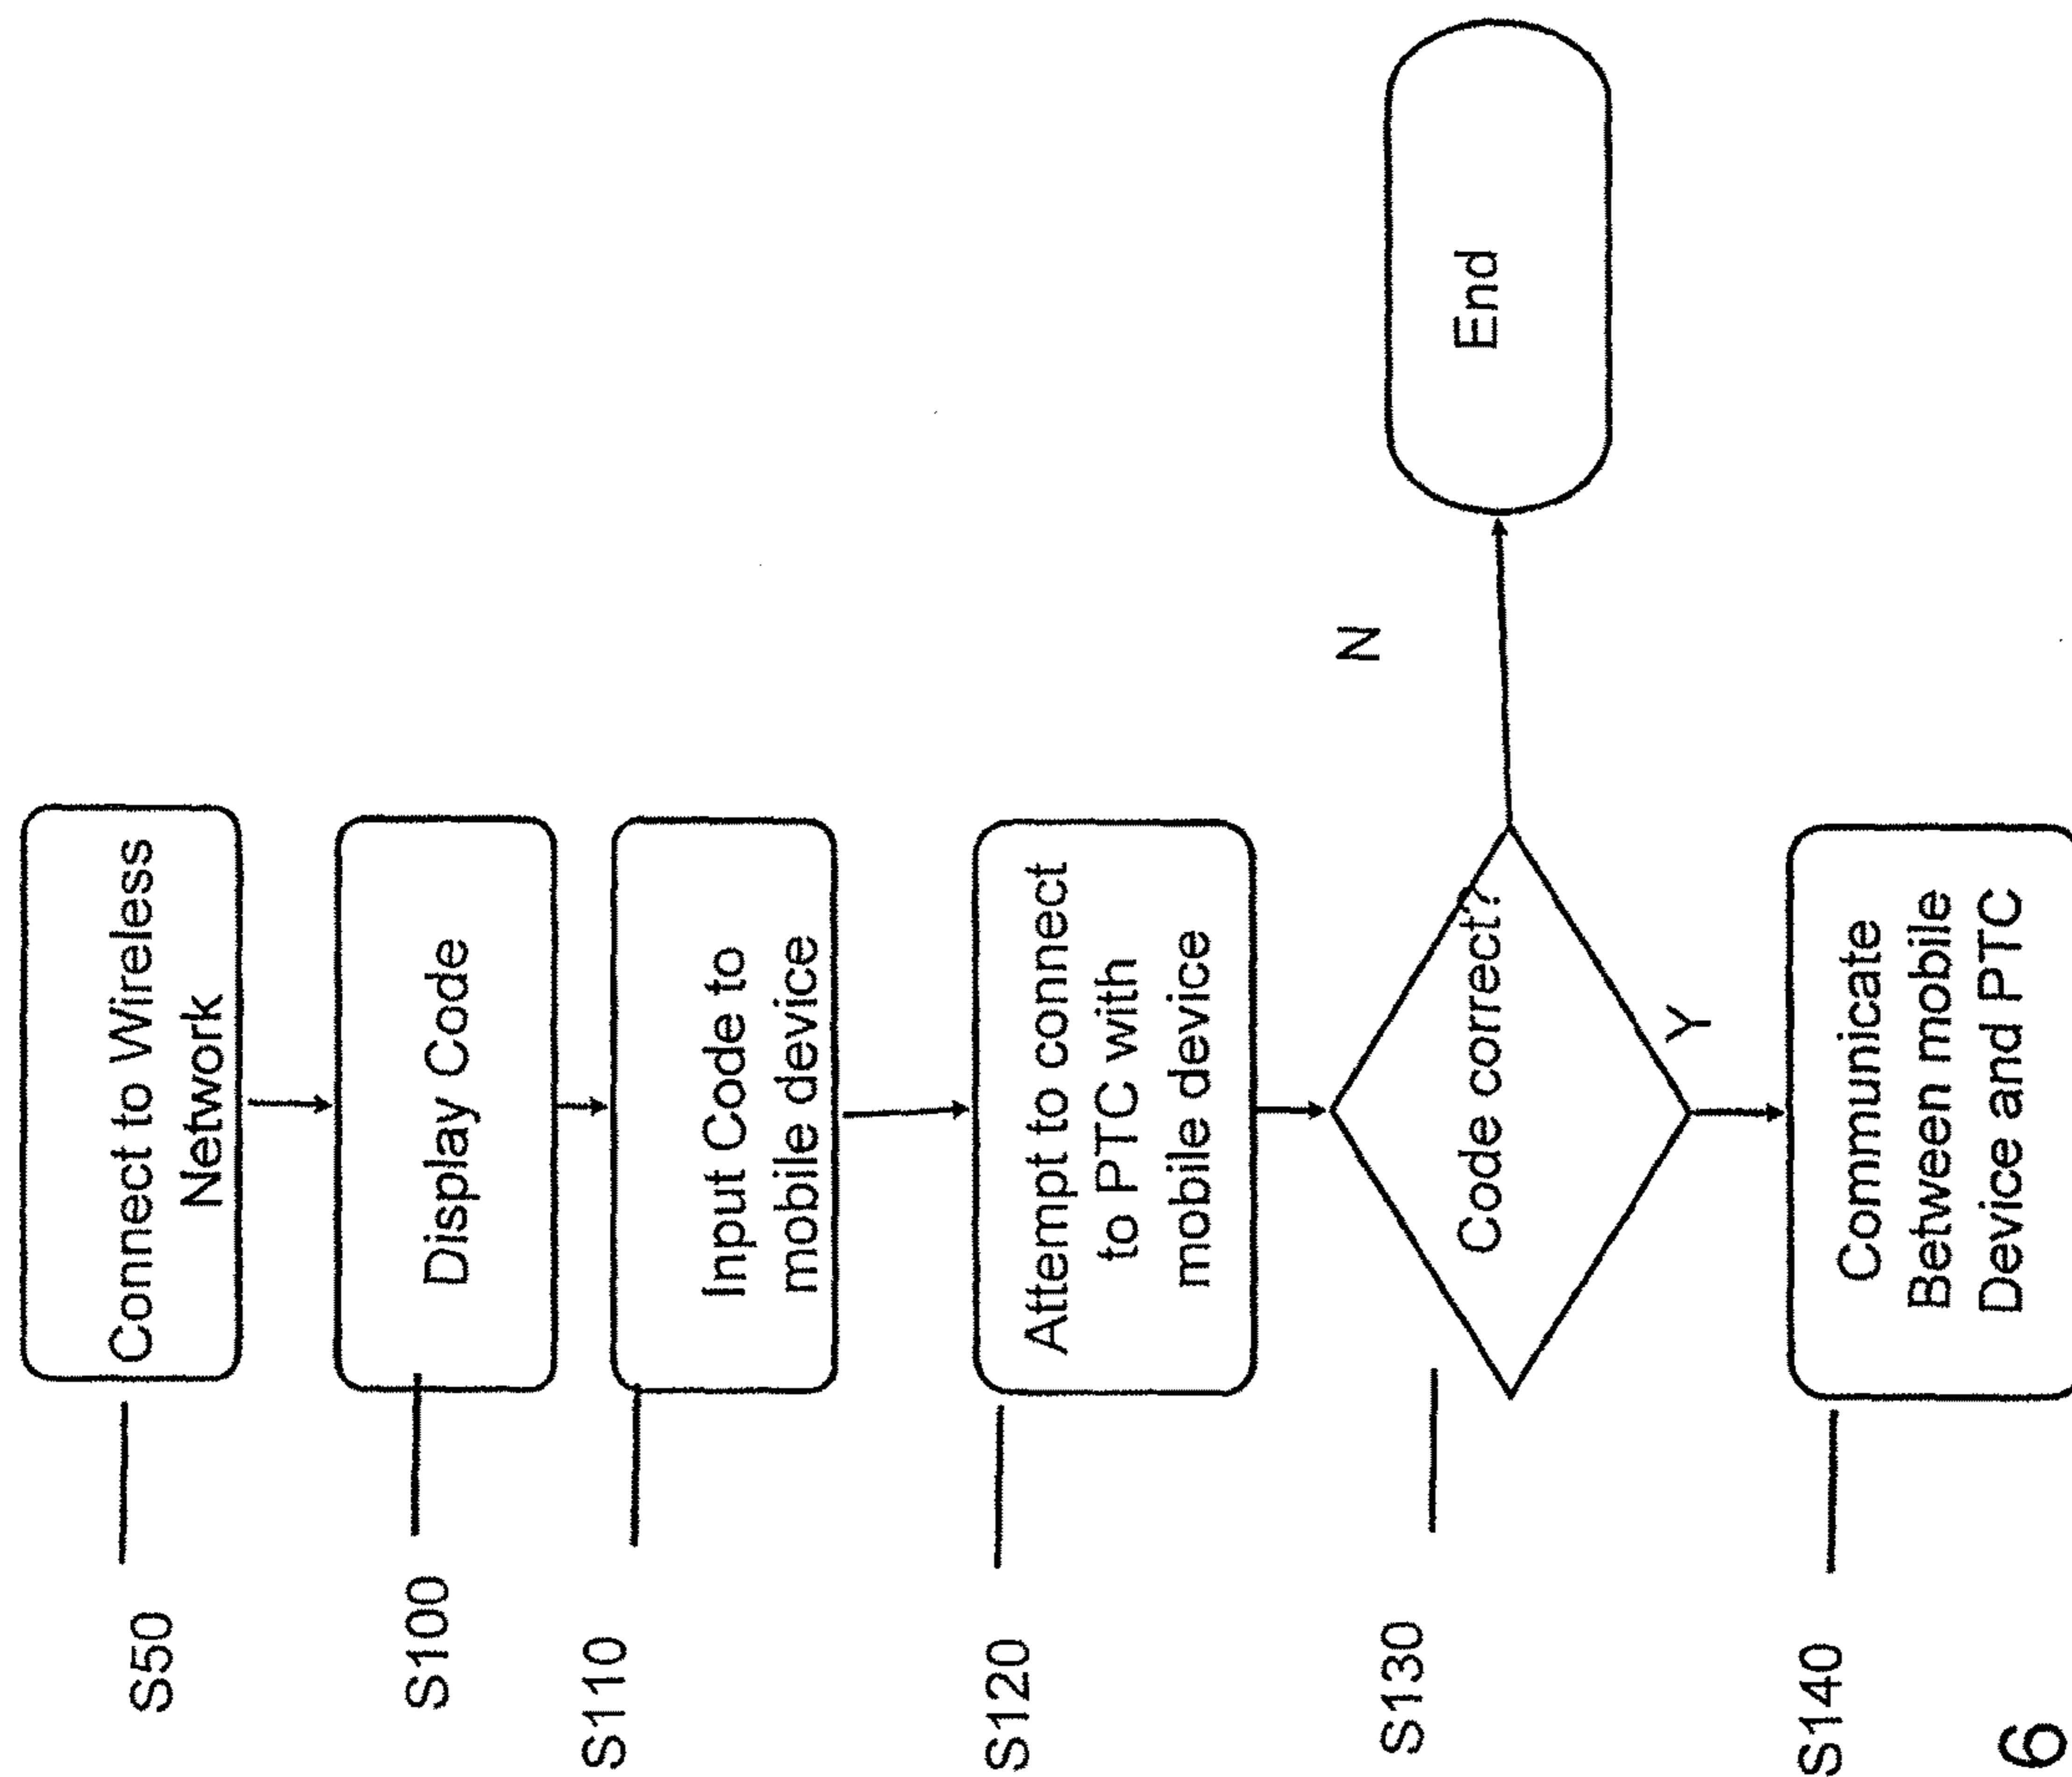 S50
Connect to Wireless
Network
S100
Display Code
S110
Input Code to
mobile device
S120
Attempt to connect
to PTC with
mobile device
S130
Code correct?
N
End
Y
S140
Communicate
Between mobile
Device and PTC
6